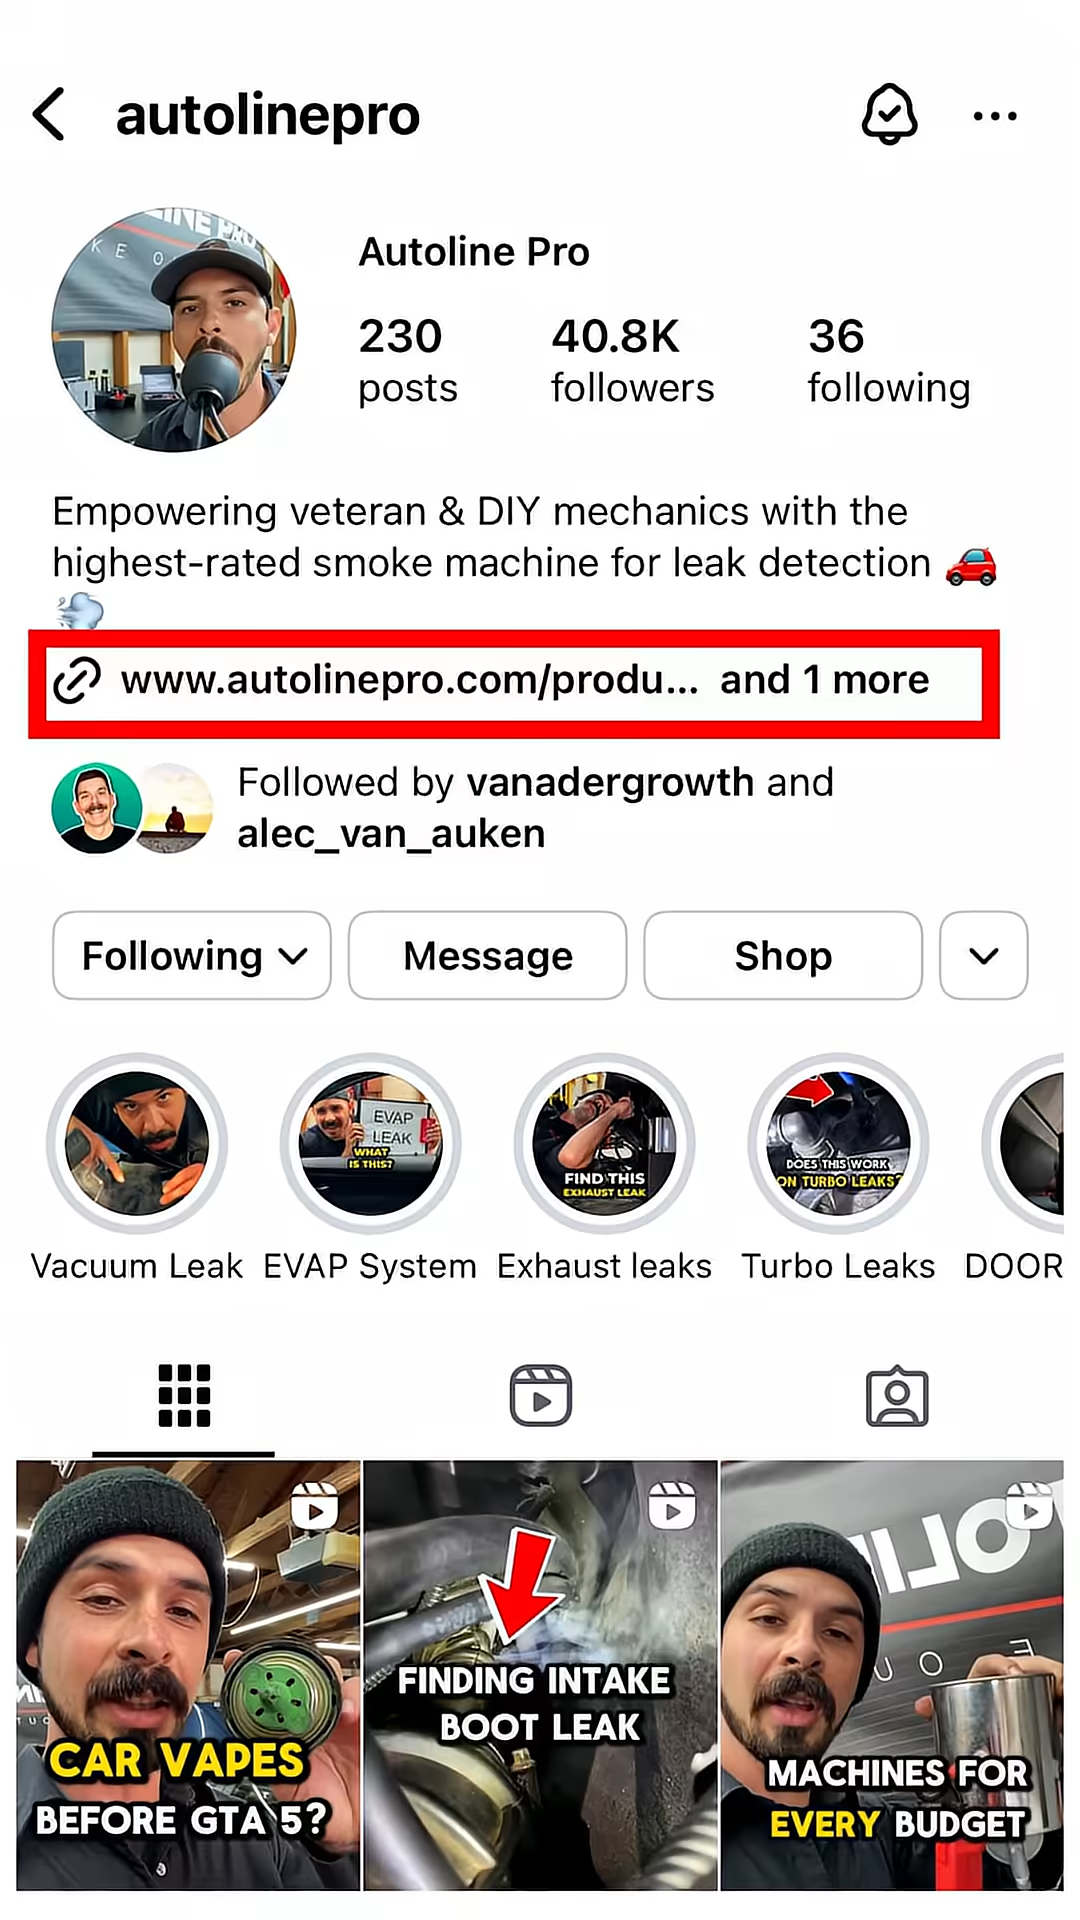 autolinepro
INE PRO
KE O
Autoline Pro
230 40.8K 36
posts followers following
Empowering veteran & DIY mechanics with the
highest-rated smoke machine for leak detection 🚗
💨
www.autolinepro.com/produ... and 1 more
Followed by vanadergrowth and
alec_van_auken
Following Message Shop
EVAP
LEAK
WHAT
IS THIS?
FIND THIS
EXHAUST LEAK
DOES THIS WORK
ON TURBO LEAKS?
Vacuum Leak EVAP System Exhaust leaks Turbo Leaks DOOR
CAR VAPES
BEFORE GTA 5?
FINDING INTAKE
BOOT LEAK
MACHINES FOR
EVERY BUDGET